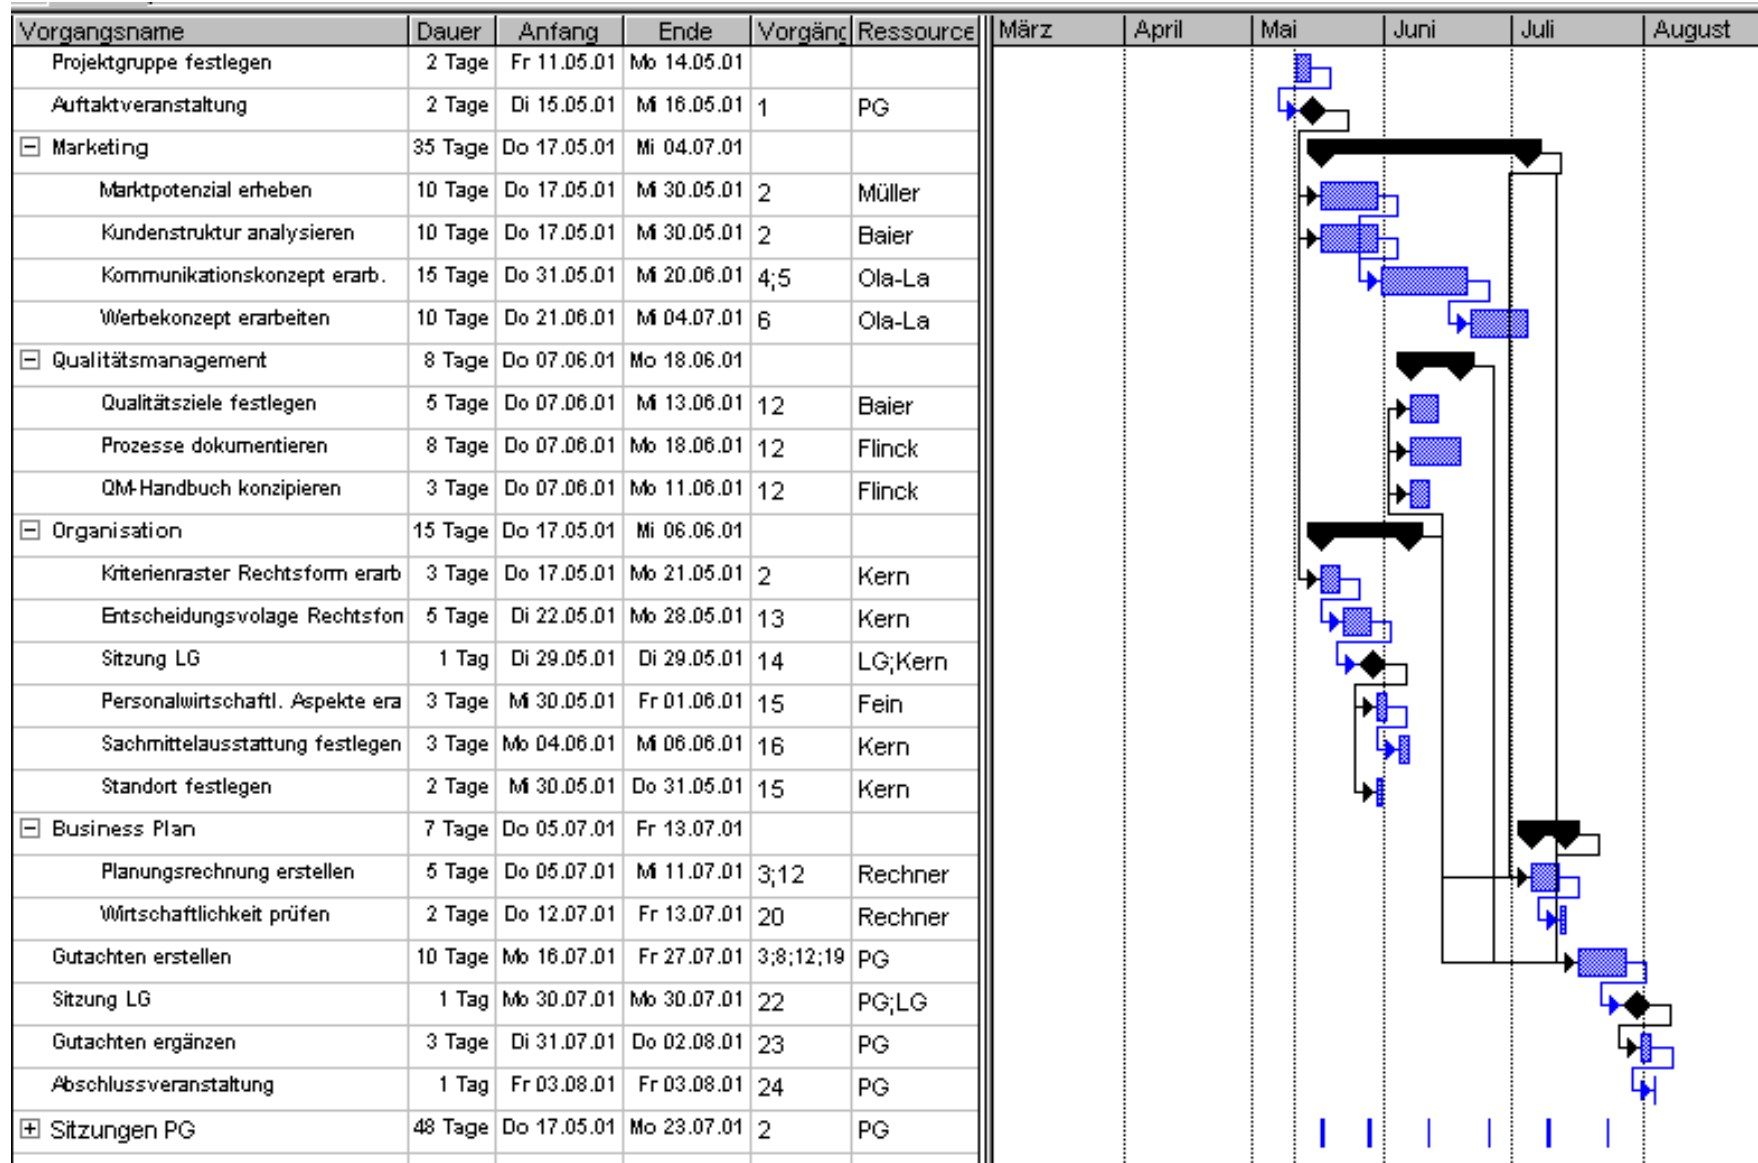 Vorgangsname Dauer Anfang Ende Vorgäng Ressource März April Mai Juni Juli August
Projektgruppe festlegen 2 Tage Fr 11.05.01 Mo 14.05.01
Auftaktveranstaltung 2 Tage Di 15.05.01 Mi 16.05.01 1 PG
Marketing 35 Tage Do 17.05.01 Mi 04.07.01
Marktpotenzial erheben 10 Tage Do 17.05.01 Mi 30.05.01 2 Müller
Kundenstruktur analysieren 10 Tage Do 17.05.01 Mi 30.05.01 2 Baier
Kommunikationskonzept erarb. 15 Tage Do 31.05.01 Mi 20.06.01 4;5 Ola-La
Werbekonzept erarbeiten 10 Tage Do 21.06.01 Mi 04.07.01 6 Ola-La
Qualitätsmanagement 8 Tage Do 07.06.01 Mo 18.06.01
Qualitätsziele festlegen 5 Tage Do 07.06.01 Mi 13.06.01 12 Baier
Prozesse dokumentieren 8 Tage Do 07.06.01 Mo 18.06.01 12 Flinck
QM-Handbuch konzipieren 3 Tage Do 07.06.01 Mo 11.06.01 12 Flinck
Organisation 15 Tage Do 17.05.01 Mi 06.06.01
Kriterienraster Rechtsform erarb 3 Tage Do 17.05.01 Mo 21.05.01 2 Kern
Entscheidungsvolage Rechtsfon 5 Tage Di 22.05.01 Mo 28.05.01 13 Kern
Sitzung LG 1 Tag Di 29.05.01 Di 29.05.01 14 LG;Kern
Personalwirtschaftl. Aspekte era 3 Tage Mi 30.05.01 Fr 01.06.01 15 Fein
Sachmittelausstattung festlegen 3 Tage Mo 04.06.01 Mi 06.06.01 16 Kern
Standort festlegen 2 Tage Mi 30.05.01 Do 31.05.01 15 Kern
Business Plan 7 Tage Do 05.07.01 Fr 13.07.01
Planungsrechnung erstellen 5 Tage Do 05.07.01 Mi 11.07.01 3;12 Rechner
Wirtschaftlichkeit prüfen 2 Tage Do 12.07.01 Fr 13.07.01 20 Rechner
Gutachten erstellen 10 Tage Mo 16.07.01 Fr 27.07.01 3;8;12;19 PG
Sitzung LG 1 Tag Mo 30.07.01 Mo 30.07.01 22 PG;LG
Gutachten ergänzen 3 Tage Di 31.07.01 Do 02.08.01 23 PG
Abschlussveranstaltung 1 Tag Fr 03.08.01 Fr 03.08.01 24 PG
Sitzungen PG 48 Tage Do 17.05.01 Mo 23.07.01 2 PG